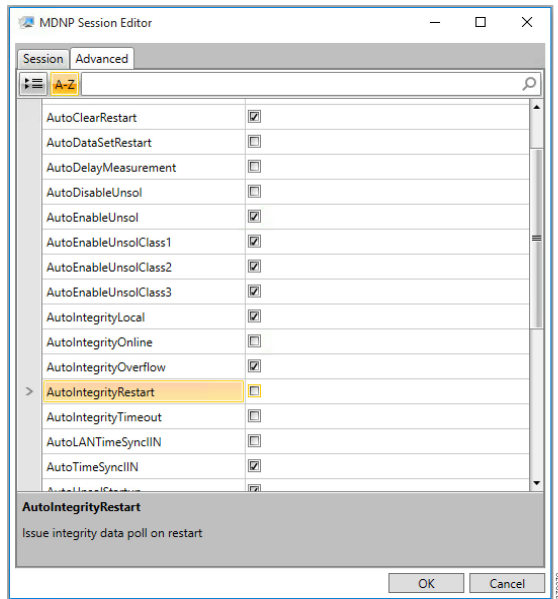 MDNP Session Editor
Session Advanced
A-Z
AutoClearRestart
AutoDataSetRestart
AutoDelayMeasurement
AutoDisableUnsol
AutoEnableUnsol
AutoEnableUnsolClass1
AutoEnableUnsolClass2
AutoEnableUnsolClass3
AutoIntegrityLocal
AutoIntegrityOnline
AutoIntegrityOverflow
AutoIntegrityRestart
AutoIntegrityTimeout
AutoLANTimeSyncIIN
AutoTimeSyncIIN
AutoIntegrityRestart
Issue integrity data poll on restart
OK Cancel